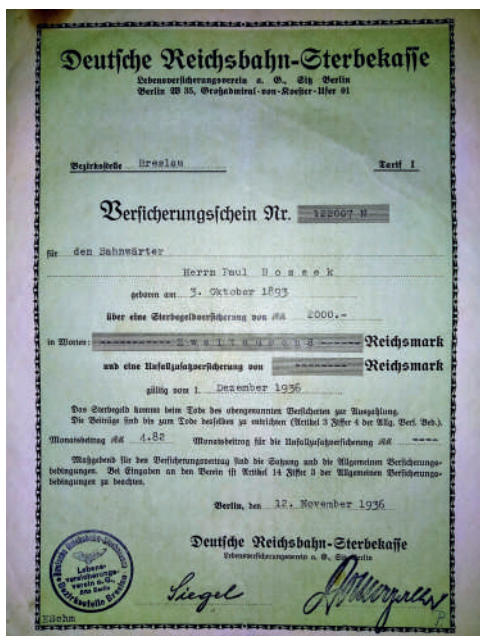 Deutsche Reichsbahn-Sterbekasse
Lebensversicherungsverein a. G., Sitz Berlin
Berlin W 35, Großadmiral-von-Koester-Ufer 91
Bezirksstelle Breslau Tarif I
Versicherungsschein Nr. 122007 N
für den Bahnwärter
Herrn Paul
geboren am 3. Oktober 1893
über eine Sterbegeldversicherung von RM 2000.-
in Worten: ---------- Zweitausend ---------- Reichsmark
und eine Unfallzusatzversicherung von ---------- Reichsmark
gültig vom 1. Dezember 1936
Das Sterbegeld kommt beim Tode des obengenannten Versicherten zur Auszahlung.
Die Beiträge sind bis zum Tode desselben zu entrichten (Artikel 3 Ziffer 4 der Allg. Vers. Bed.).
Monatsbeitrag RM 4.82 Monatsbeitrag für die Unfallzusatzversicherung RM ----
Maßgebend für den Versicherungsvertrag sind die Satzung und die Allgemeinen Versicherungs-
bedingungen. Bei Eingaben an den Verein ist Artikel 14 Ziffer 3 der Allgemeinen Versicherungs-
bedingungen zu beachten.
Berlin, den 12. November 1936
Deutsche Reichsbahn-Sterbekasse
Lebensversicherungsverein a. G., Sitz Berlin
Deutsche Reichsbahn-Sterbekasse
Lebens-
versicherungs-
verein a.G.
Sitz Berlin
Bezirksstelle Breslau
Siegel